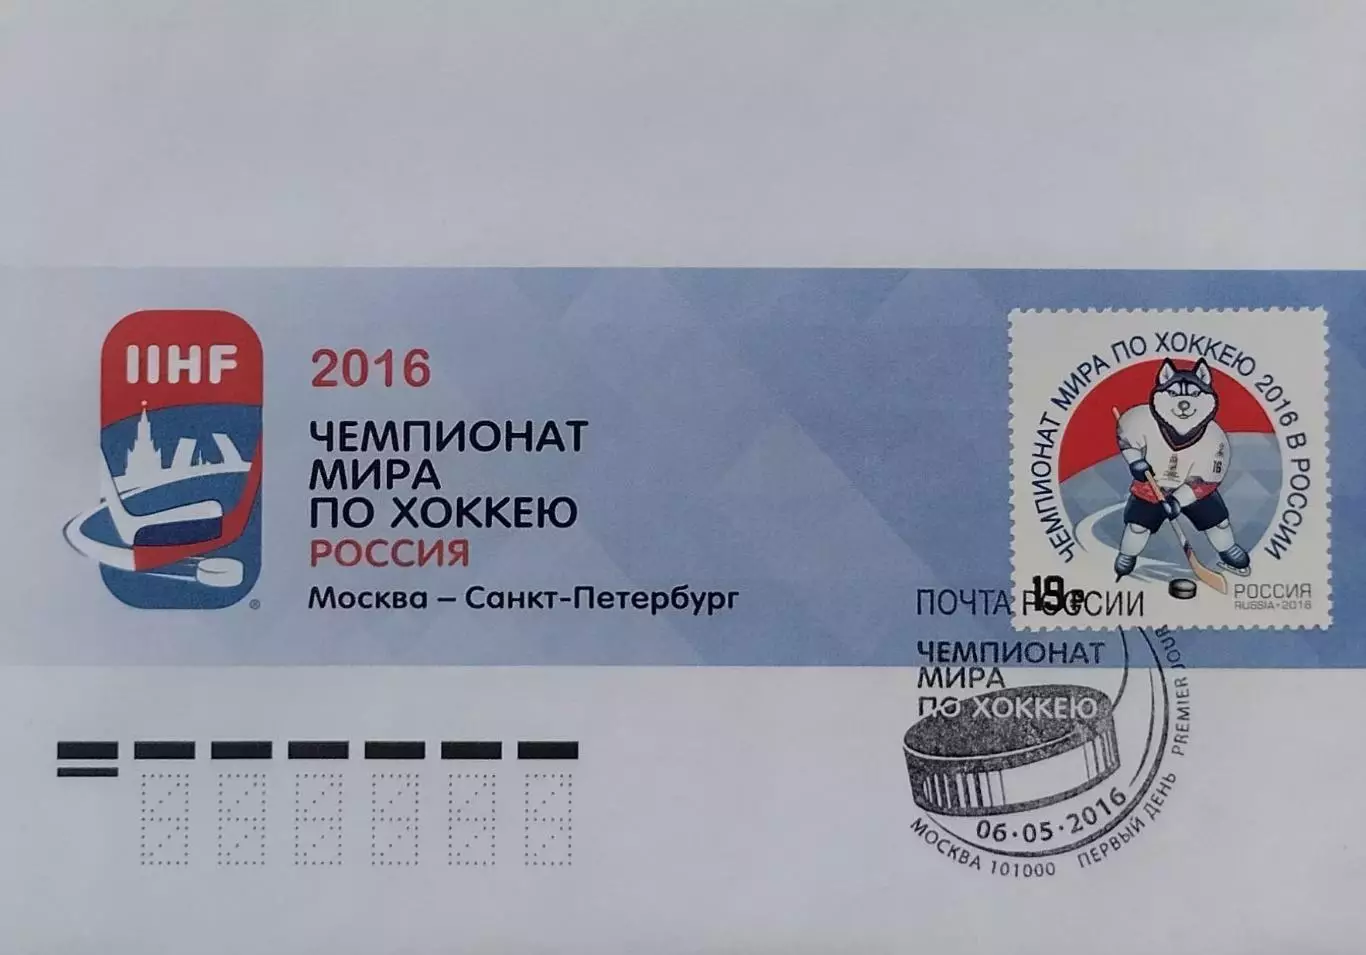 IIHF
®
2016
ЧЕМПИОНАТ
МИРА
ПО ХОККЕЮ
РОССИЯ
Москва – Санкт-Петербург
ЧЕМПИОНАТ МИРА ПО ХОККЕЮ 2016 В РОССИИ
16
19 ₽
РОССИЯ
RUSSIA • 2016
ПОЧТА РОССИИ
ЧЕМПИОНАТ
МИРА
ПО ХОККЕЮ
06·05·2016
МОСКВА 101000 ПЕРВЫЙ ДЕНЬ PREMIER JOUR